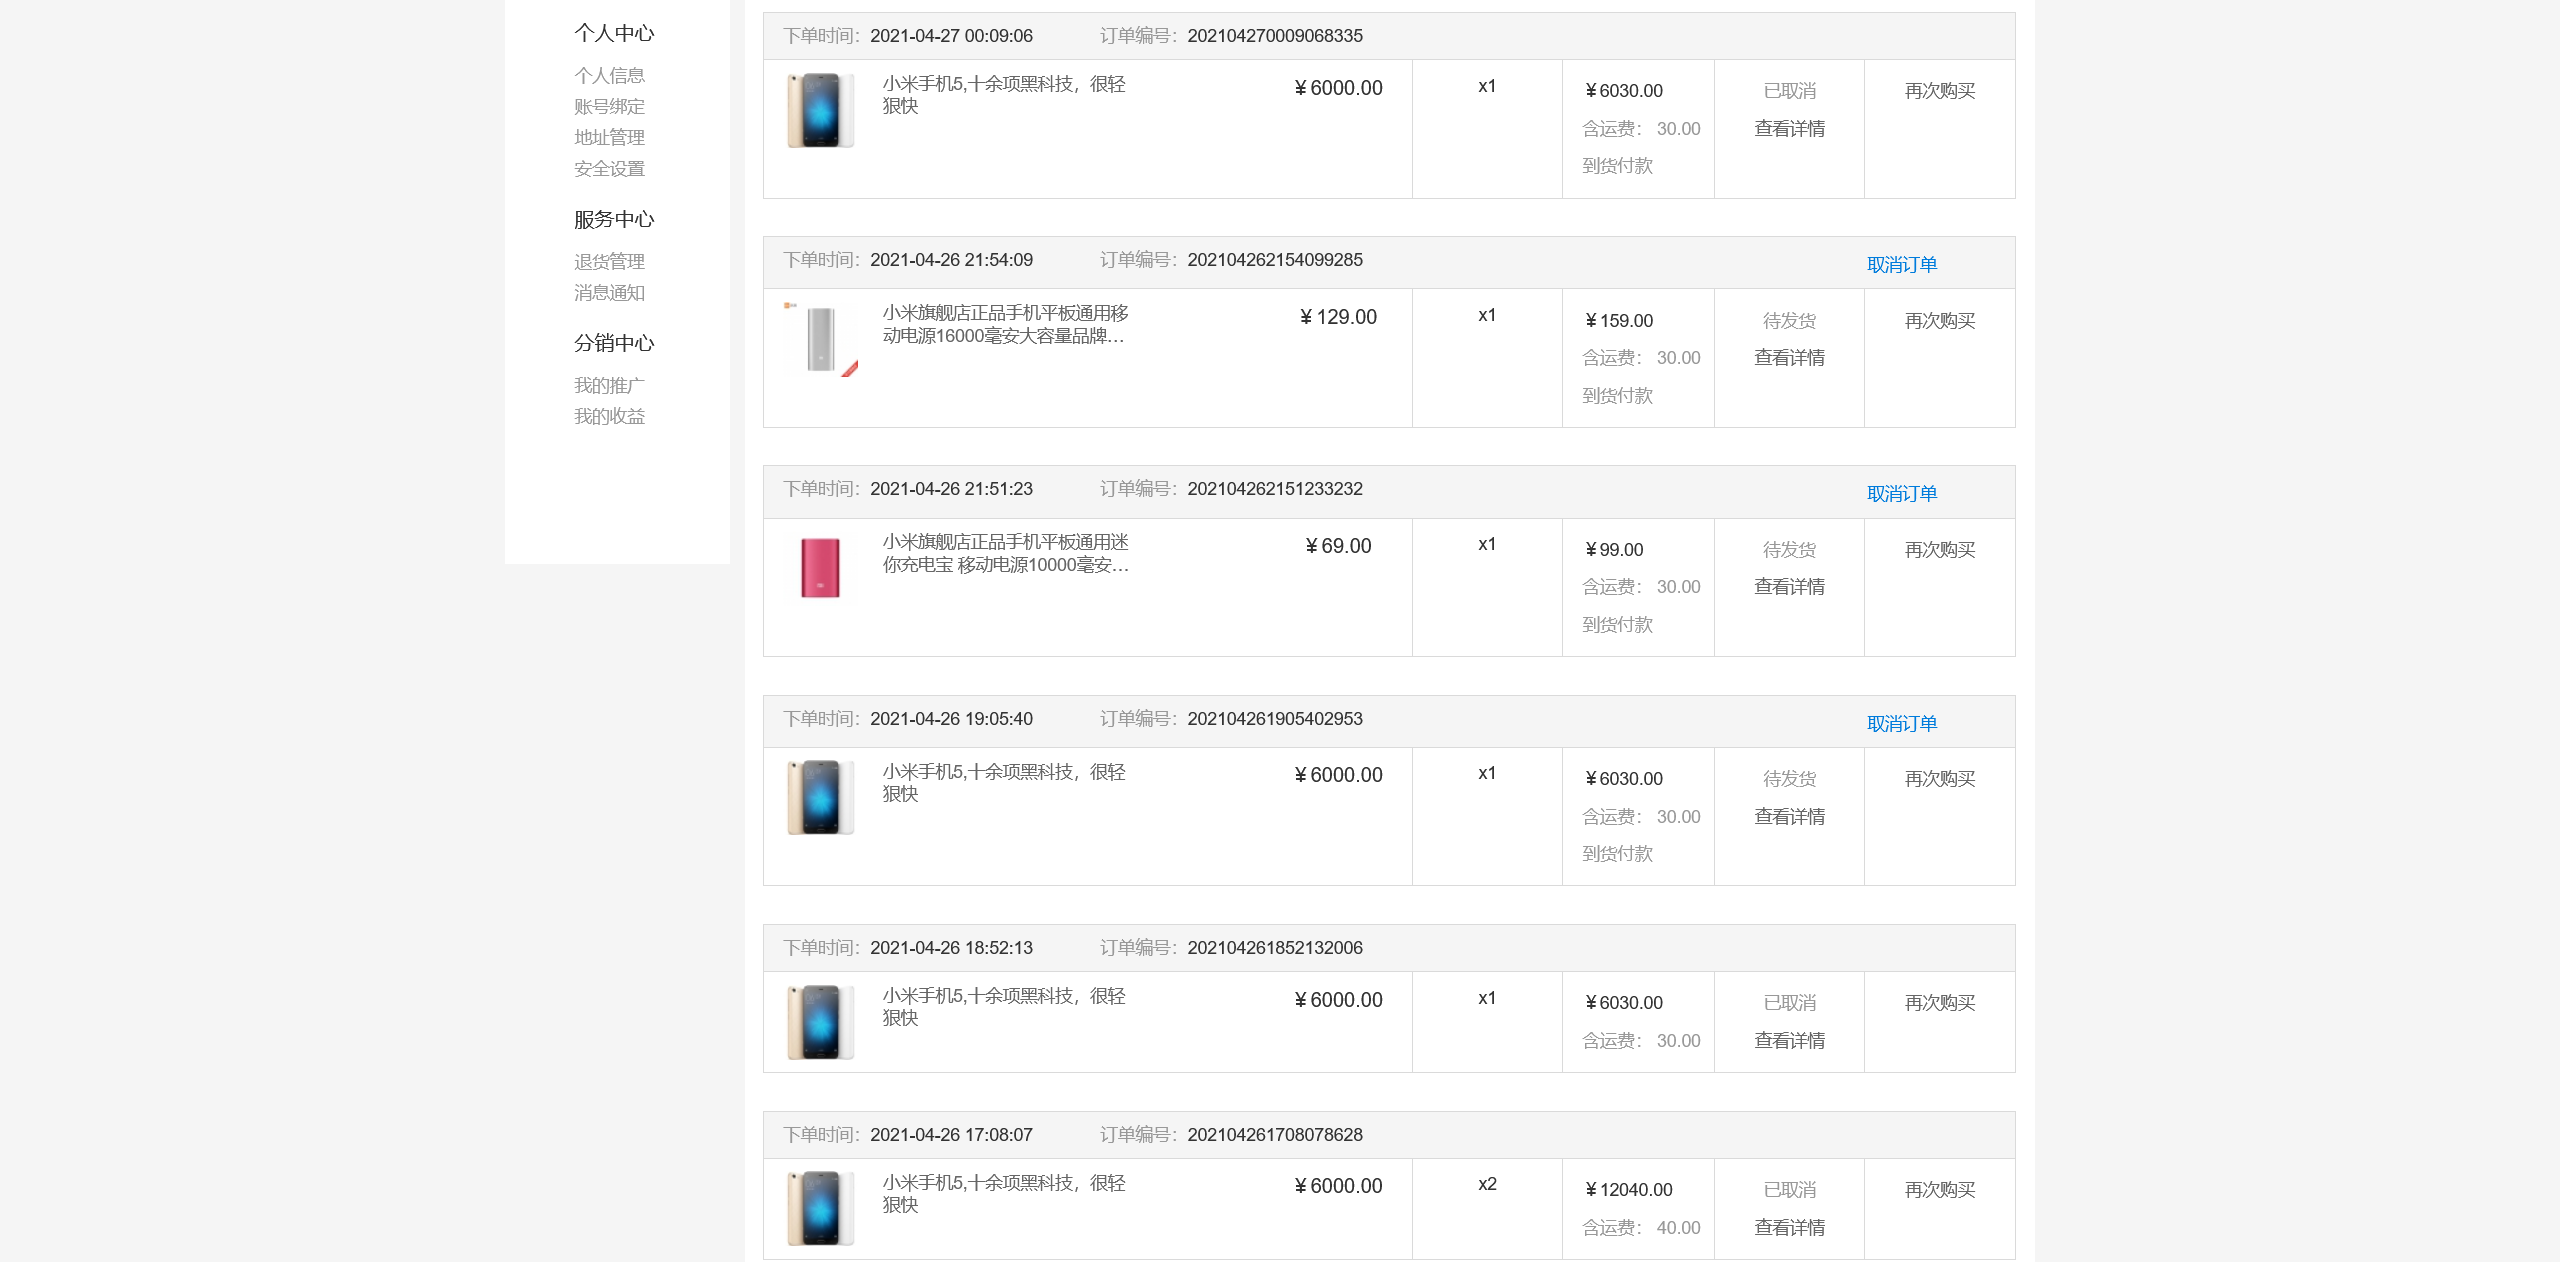 个人中心
个人信息
账号绑定
地址管理
安全设置
服务中心
退货管理
消息通知
分销中心
我的推广
我的收益
下单时间：2021-04-27 00:09:06 订单编号：202104270009068335
小米手机5,十余项黑科技，很轻 ¥6000.00 x1 ¥6030.00 已取消 再次购买
狠快
含运费： 30.00 查看详情
到货付款
下单时间：2021-04-26 21:54:09 订单编号：202104262154099285 取消订单
小米旗舰店正品手机平板通用移 ¥129.00 x1 ¥159.00 待发货 再次购买
动电源16000毫安大容量品牌…
含运费： 30.00 查看详情
到货付款
下单时间：2021-04-26 21:51:23 订单编号：202104262151233232 取消订单
小米旗舰店正品手机平板通用迷 ¥69.00 x1 ¥99.00 待发货 再次购买
你充电宝 移动电源10000毫安…
含运费： 30.00 查看详情
到货付款
下单时间：2021-04-26 19:05:40 订单编号：202104261905402953 取消订单
小米手机5,十余项黑科技，很轻 ¥6000.00 x1 ¥6030.00 待发货 再次购买
狠快
含运费： 30.00 查看详情
到货付款
下单时间：2021-04-26 18:52:13 订单编号：202104261852132006
小米手机5,十余项黑科技，很轻 ¥6000.00 x1 ¥6030.00 已取消 再次购买
狠快
含运费： 30.00 查看详情
下单时间：2021-04-26 17:08:07 订单编号：202104261708078628
小米手机5,十余项黑科技，很轻 ¥6000.00 x2 ¥12040.00 已取消 再次购买
狠快
含运费： 40.00 查看详情